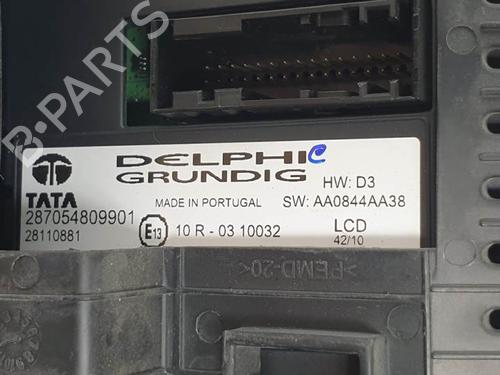 B-PARTS
DELPHI C
GRUNDIG
HW: D3
TATA
MADE IN PORTUGAL
SW: AA0844AA38
287054809901
28110881
E13
10 R - 03 10032
LCD
42/10
>PEMD-20<